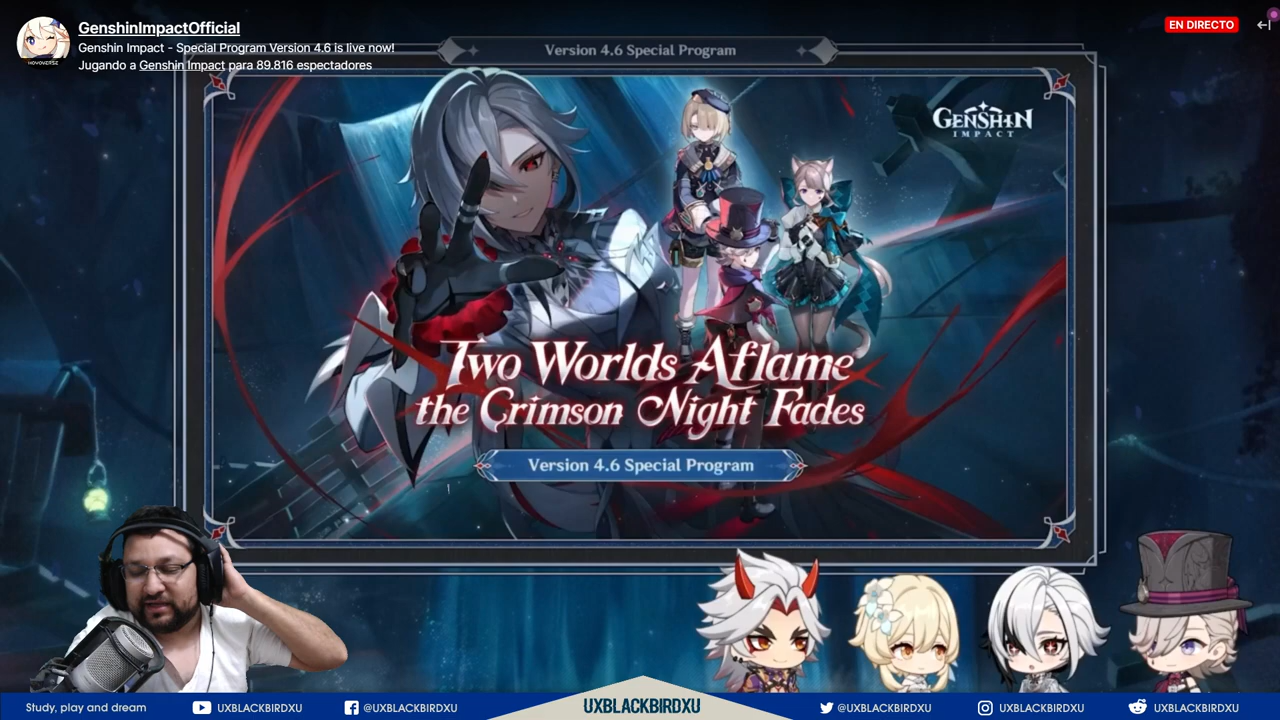 GenshinImpactOfficial
Genshin Impact - Special Program Version 4.6 is live now!
Jugando a Genshin Impact para 89.816 espectadores
EN DIRECTO
Version 4.6 Special Program
GENSHIN
IMPACT
Two Worlds Aflame
the Crimson Night Fades
Version 4.6 Special Program
HOYOVERSE
Study, play and dream
UXBLACKBIRDXU
@UXBLACKBIRDXU
UXBLACKBIRDXU
@UXBLACKBIRDXU
UXBLACKBIRDXU
UXBLACKBIRDXU